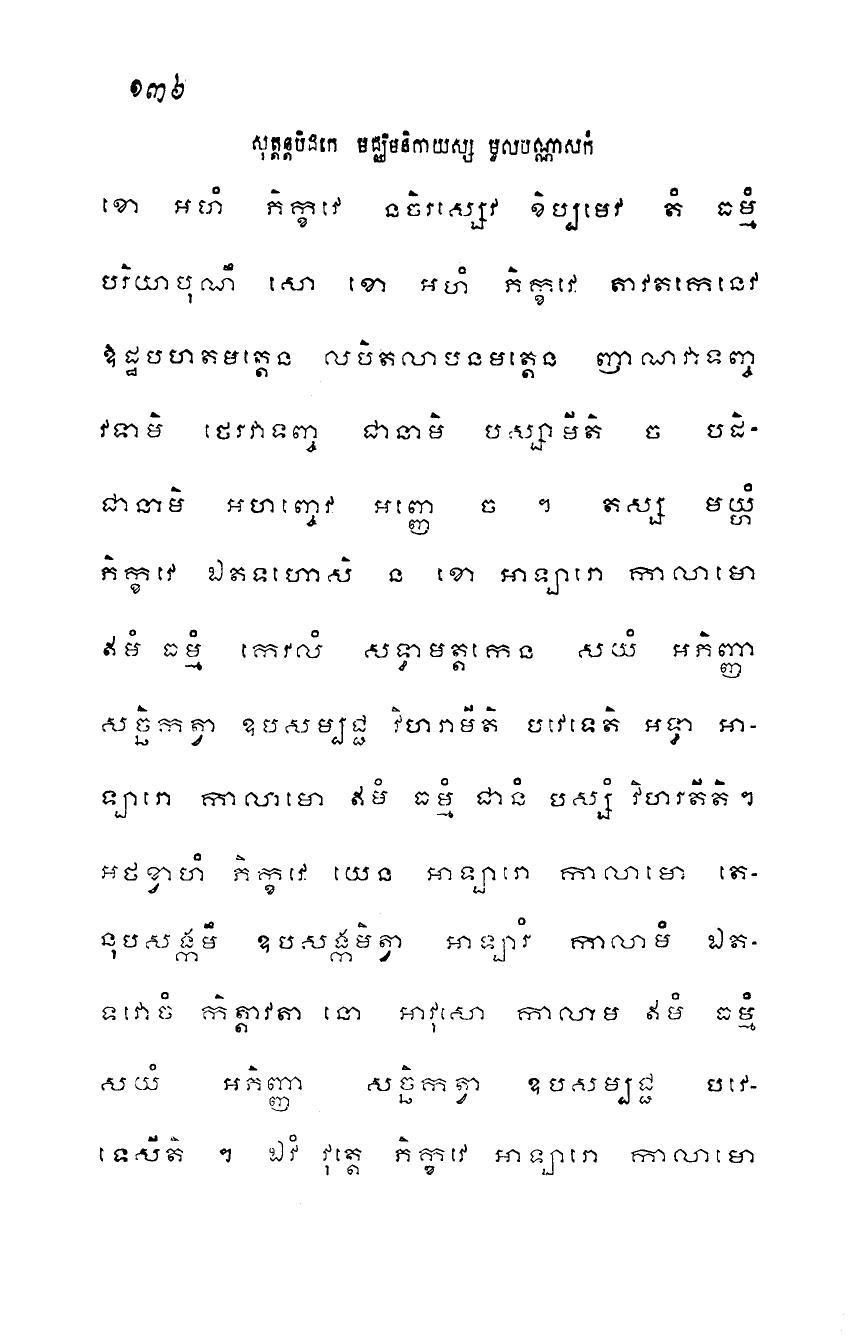 ១៣៦
សុត្តន្តបិដកេ មជ្ឈិមនិកាយស្ស មូលបណ្ណាសកំ
ខោ អហំ ភិក្ខវេ នចិរស្សេវ ខិប្បមេវ តំ ធម្មំ
បរិយាបុណឹ សោ ខោ អហំ ភិក្ខវេ តាវតកេនេវ
ឱដ្ឋបហតមត្តេន លបិតលាបនមត្តេន ញាណវាទញ្ច
វទាមិ ថេរវាទញ្ច ជានាមិ បស្សាមីតិ ច បដិ-
ជានាមិ អហញ្ចេវ អញ្ញេ ច ។ តស្ស មយ្ហំ
ភិក្ខវេ ឯតទហោសិ ន ខោ អាឡារោ កាលាមោ
ឥមំ ធម្មំ កេវលំ សទ្ធាមត្តកេន សយំ អភិញ្ញា
សច្ឆិកត្វា ឧបសម្បជ្ជ វិហរាមីតិ បវេទេតិ អទ្ធា អា-
ឡារោ កាលាមោ ឥមំ ធម្មំ ជានំ បស្សំ វិហរតីតិ ។
អថខ្វាហំ ភិក្ខវេ យេន អាឡារោ កាលាមោ តេ-
នុបសង្កមឹ ឧបសង្កមិត្វា អាឡារំ កាលាមំ ឯត-
ទវោចំ កិត្តាវតា នោ អាវុសោ កាលាម ឥមំ ធម្មំ
សយំ អភិញ្ញា សច្ឆិកត្វា ឧបសម្បជ្ជ បវេ-
ទេសីតិ ។ ឯវំ វុត្តេ ភិក្ខវេ អាឡារោ កាលាមោ